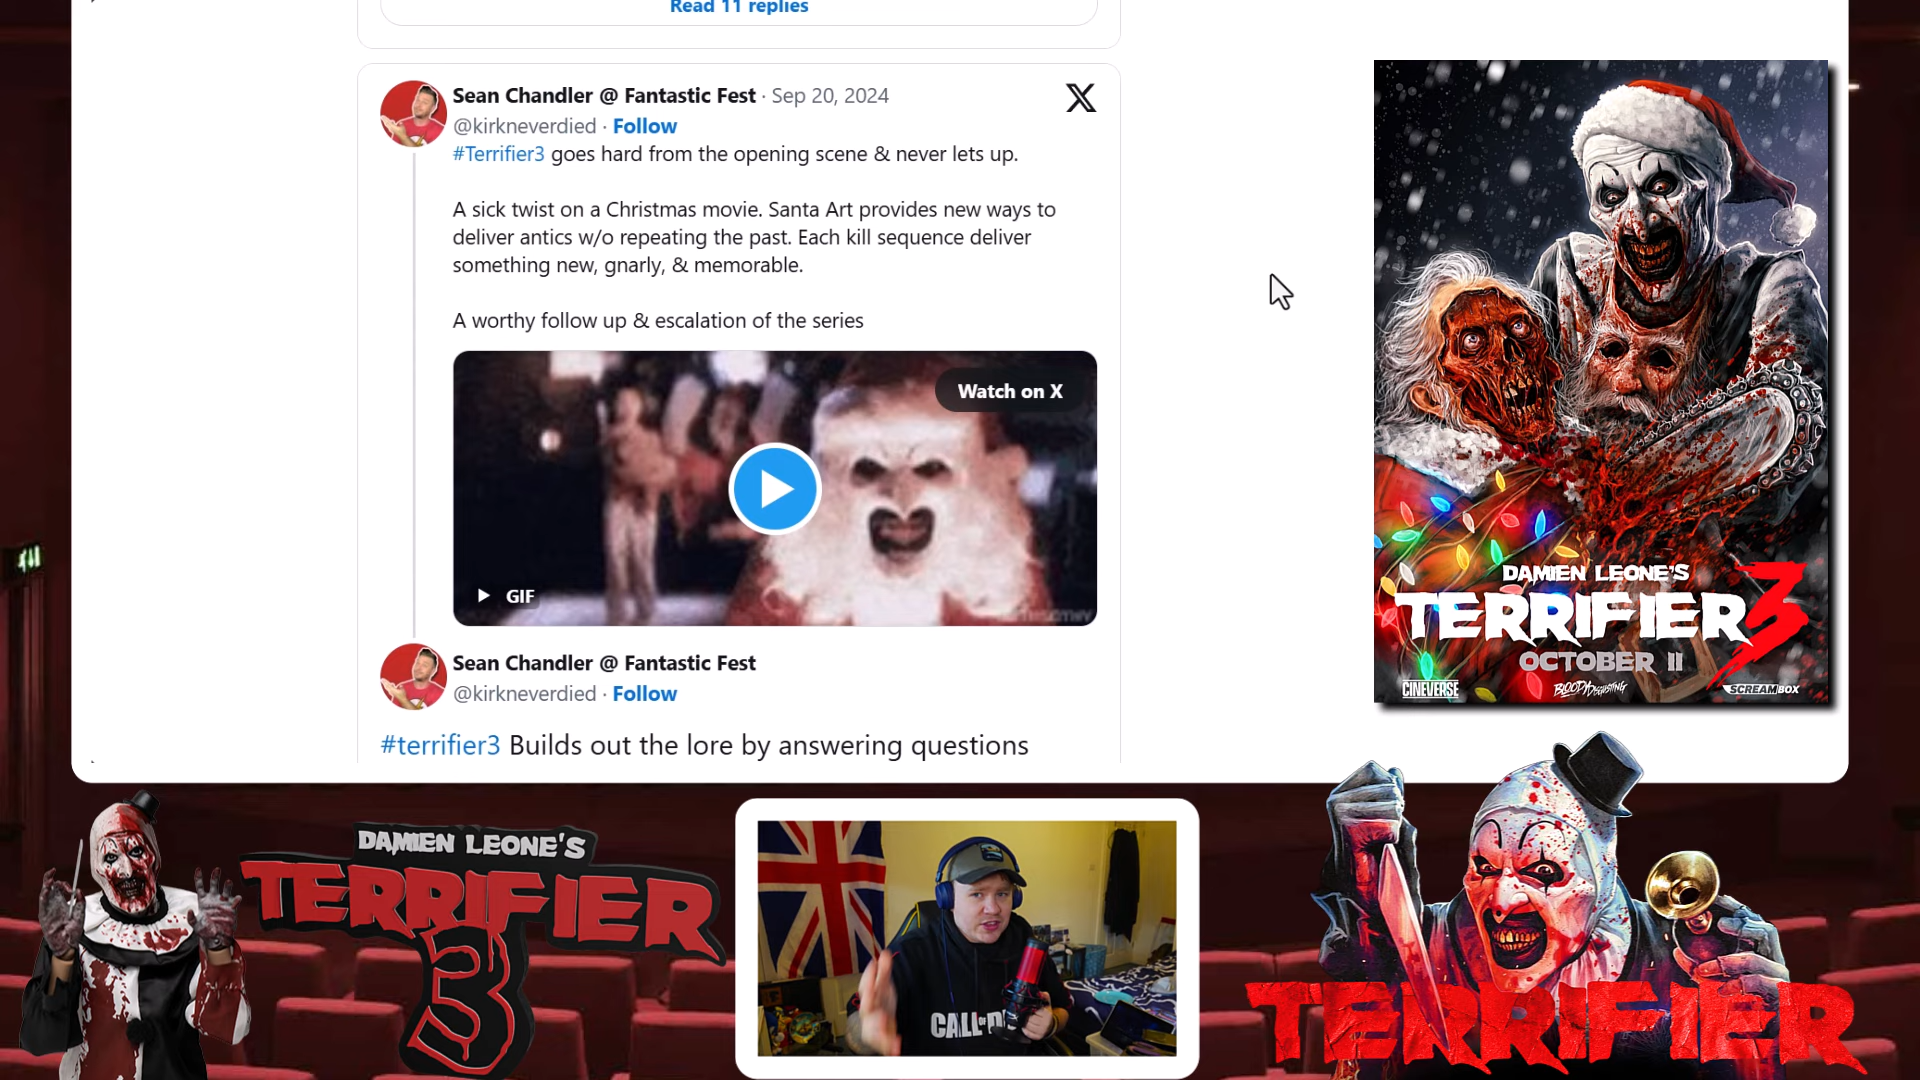 Read 11 replies
Sean Chandler @ Fantastic Fest · Sep 20, 2024
@kirkneverdied · Follow
#Terrifier3 goes hard from the opening scene & never lets up.
A sick twist on a Christmas movie. Santa Art provides new ways to
deliver antics w/o repeating the past. Each kill sequence deliver
something new, gnarly, & memorable.
A worthy follow up & escalation of the series
Watch on X
GIF
Sean Chandler @ Fantastic Fest
@kirkneverdied · Follow
#terrifier3 Builds out the lore by answering questions
DAMIEN LEONE'S
TERRIFIER 3
OCTOBER 11
CINEVERSE
BLOODY DISGUSTING
SCREAMBOX
DAMIEN LEONE'S
TERRIFIER
3
CALL OF
TERRIFIER